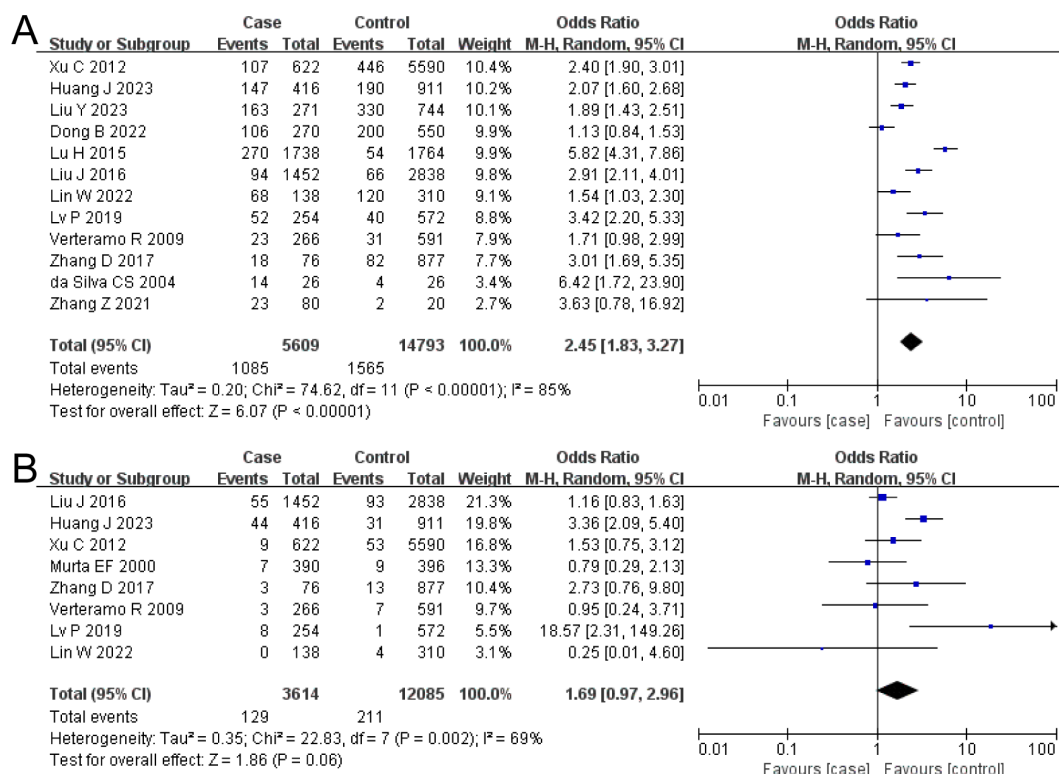 A
Case Control Odds Ratio Odds Ratio
Study or Subgroup Events Total Events Total Weight M-H, Random, 95% CI M-H, Random, 95% CI
Xu C 2012 107 622 446 5590 10.4% 2.40 [1.90, 3.01]
Huang J 2023 147 416 190 911 10.2% 2.07 [1.60, 2.68]
Liu Y 2023 163 271 330 744 10.1% 1.89 [1.43, 2.51]
Dong B 2022 106 270 200 550 9.9% 1.13 [0.84, 1.53]
Lu H 2015 270 1738 54 1764 9.9% 5.82 [4.31, 7.86]
Liu J 2016 94 1452 66 2838 9.8% 2.91 [2.11, 4.01]
Lin W 2022 68 138 120 310 9.1% 1.54 [1.03, 2.30]
Lv P 2019 52 254 40 572 8.8% 3.42 [2.20, 5.33]
Verteramo R 2009 23 266 31 591 7.9% 1.71 [0.98, 2.99]
Zhang D 2017 18 76 82 877 7.7% 3.01 [1.69, 5.35]
da Silva CS 2004 14 26 4 26 3.4% 6.42 [1.72, 23.90]
Zhang Z 2021 23 80 2 20 2.7% 3.63 [0.78, 16.92]
Total (95% CI) 5609 14793 100.0% 2.45 [1.83, 3.27]
Total events 1085 1565
Heterogeneity: Tau² = 0.20; Chi² = 74.62, df = 11 (P < 0.00001); I² = 85%
Test for overall effect: Z = 6.07 (P < 0.00001)
0.01 0.1 1 10 100
Favours [case] Favours [control]
B
Case Control Odds Ratio Odds Ratio
Study or Subgroup Events Total Events Total Weight M-H, Random, 95% CI M-H, Random, 95% CI
Liu J 2016 55 1452 93 2838 21.3% 1.16 [0.83, 1.63]
Huang J 2023 44 416 31 911 19.8% 3.36 [2.09, 5.40]
Xu C 2012 9 622 53 5590 16.8% 1.53 [0.75, 3.12]
Murta EF 2000 7 390 9 396 13.3% 0.79 [0.29, 2.13]
Zhang D 2017 3 76 13 877 10.4% 2.73 [0.76, 9.80]
Verteramo R 2009 3 266 7 591 9.7% 0.95 [0.24, 3.71]
Lv P 2019 8 254 1 572 5.5% 18.57 [2.31, 149.26]
Lin W 2022 0 138 4 310 3.1% 0.25 [0.01, 4.60]
Total (95% CI) 3614 12085 100.0% 1.69 [0.97, 2.96]
Total events 129 211
Heterogeneity: Tau² = 0.35; Chi² = 22.83, df = 7 (P = 0.002); I² = 69%
Test for overall effect: Z = 1.86 (P = 0.06)
0.01 0.1 1 10 100
Favours [case] Favours [control]